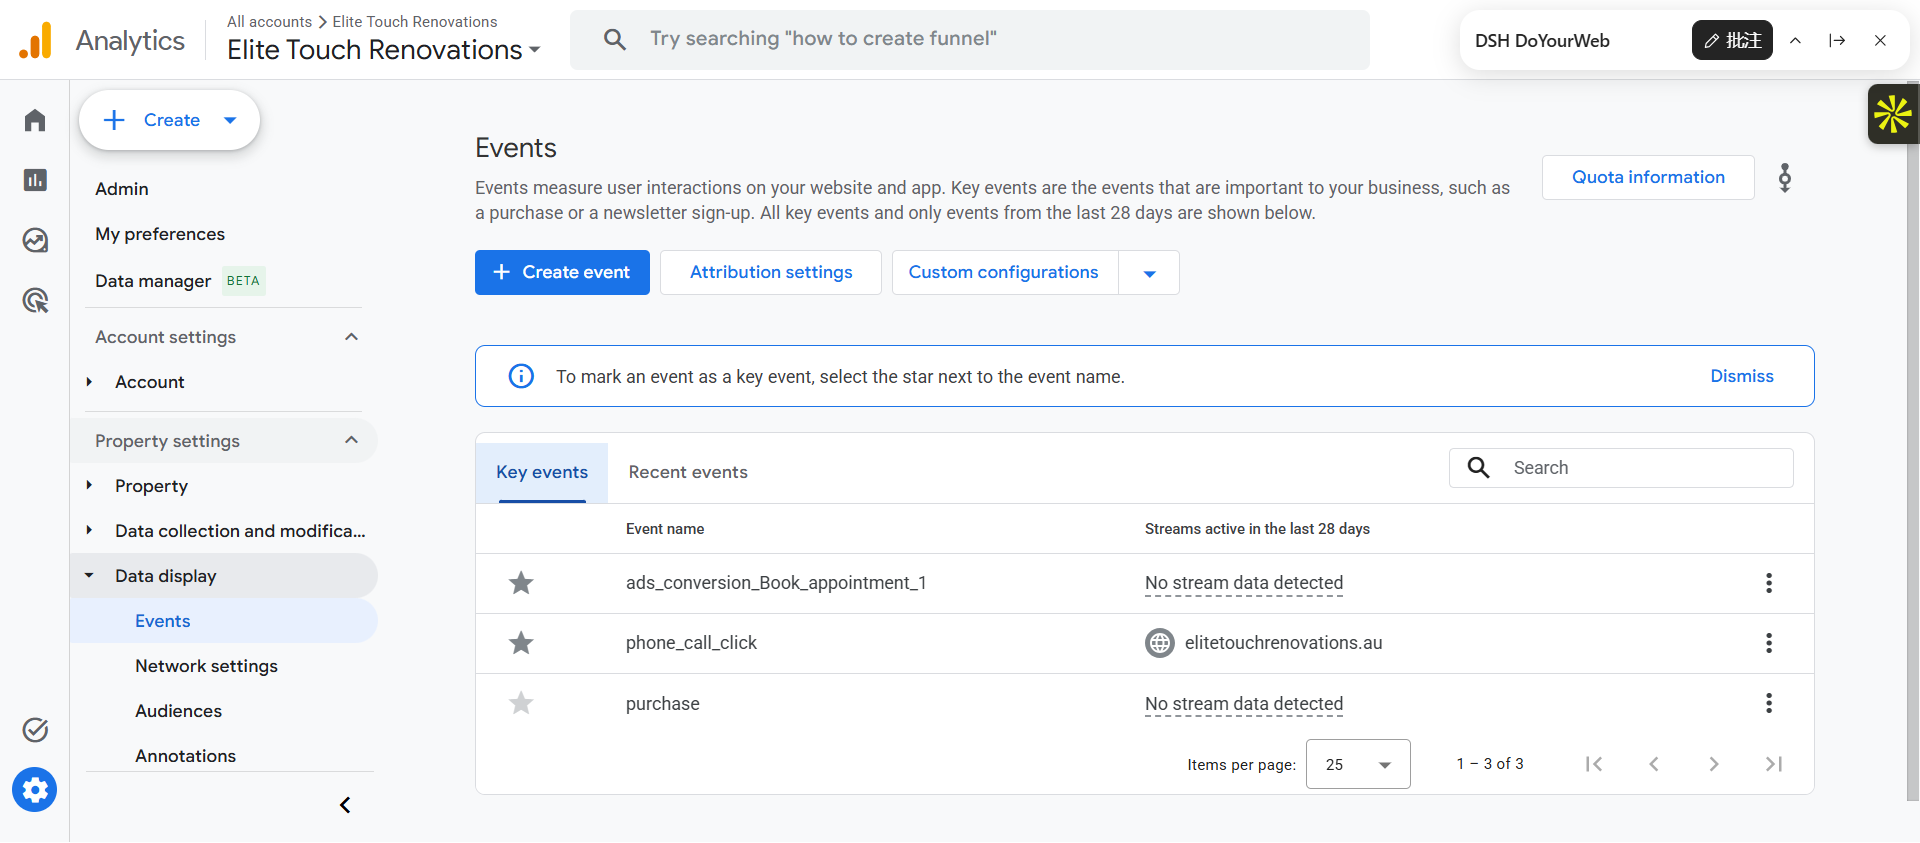 Analytics
All accounts > Elite Touch Renovations
Elite Touch Renovations
Try searching "how to create funnel"
DSH DoYourWeb
批注
Create
Admin
My preferences
Data manager BETA
Account settings
Account
Property settings
Property
Data collection and modifica...
Data display
Events
Network settings
Audiences
Annotations
Events
Events measure user interactions on your website and app. Key events are the events that are important to your business, such as
a purchase or a newsletter sign-up. All key events and only events from the last 28 days are shown below.
Quota information
Create event
Attribution settings
Custom configurations
To mark an event as a key event, select the star next to the event name.
Dismiss
Key events
Recent events
Search
Event name
Streams active in the last 28 days
ads_conversion_Book_appointment_1
No stream data detected
phone_call_click
elitetouchrenovations.au
purchase
No stream data detected
Items per page:
25
1 – 3 of 3